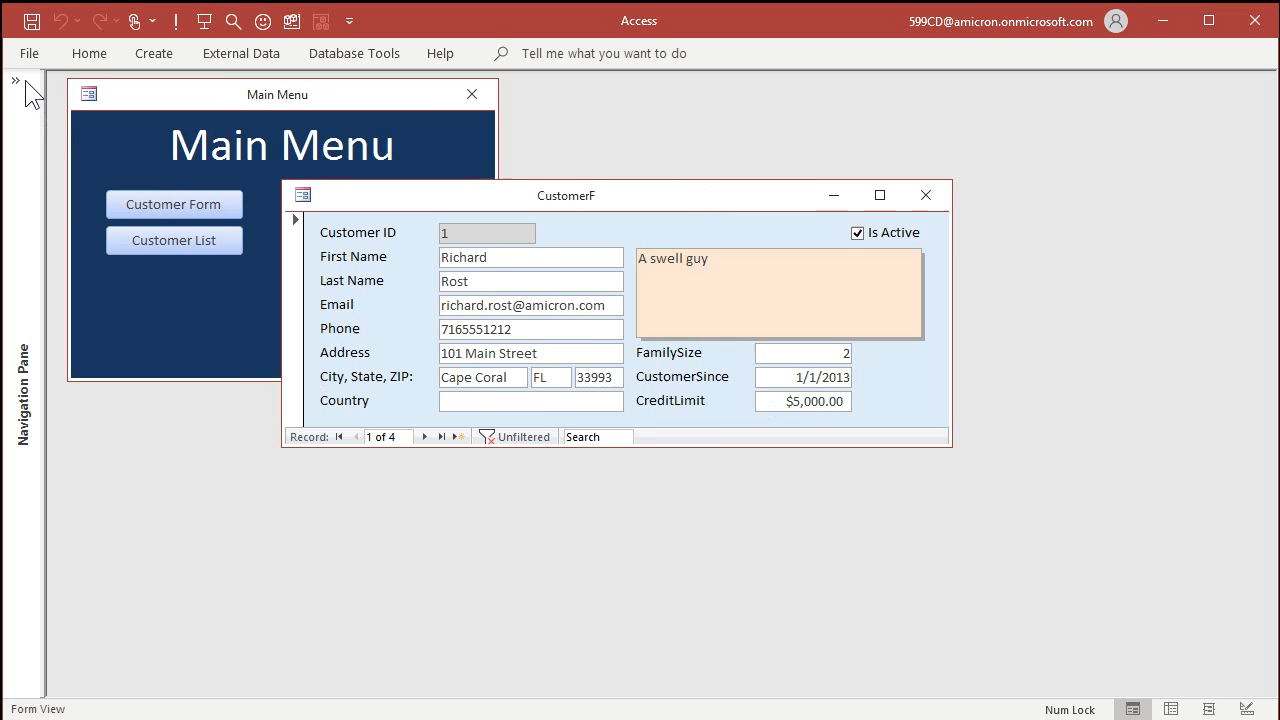 Access
599CD@amicron.onmicrosoft.com
File Home Create External Data Database Tools Help Tell me what you want to do
»
Navigation Pane
Main Menu
Main Menu
Customer Form
Customer List
CustomerF
Customer ID 1 Is Active
First Name Richard A swell guy
Last Name Rost
Email richard.rost@amicron.com
Phone 7165551212
Address 101 Main Street FamilySize 2
City, State, ZIP: Cape Coral FL 33993 CustomerSince 1/1/2013
Country CreditLimit $5,000.00
Record: 1 of 4 Unfiltered Search
Form View Num Lock